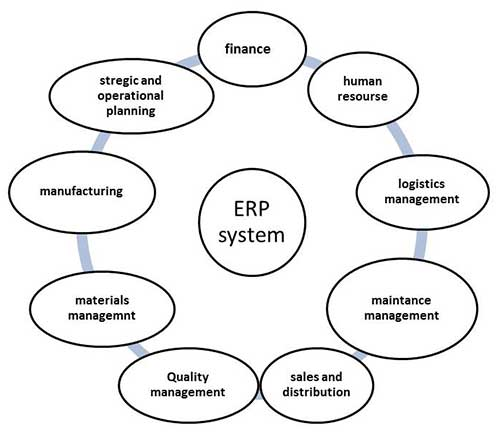 finance
human
resourse
logistics
management
maintance
management
sales and
distribution
Quality
management
materials
managemnt
manufacturing
stregic and
operational
planning
ERP
system